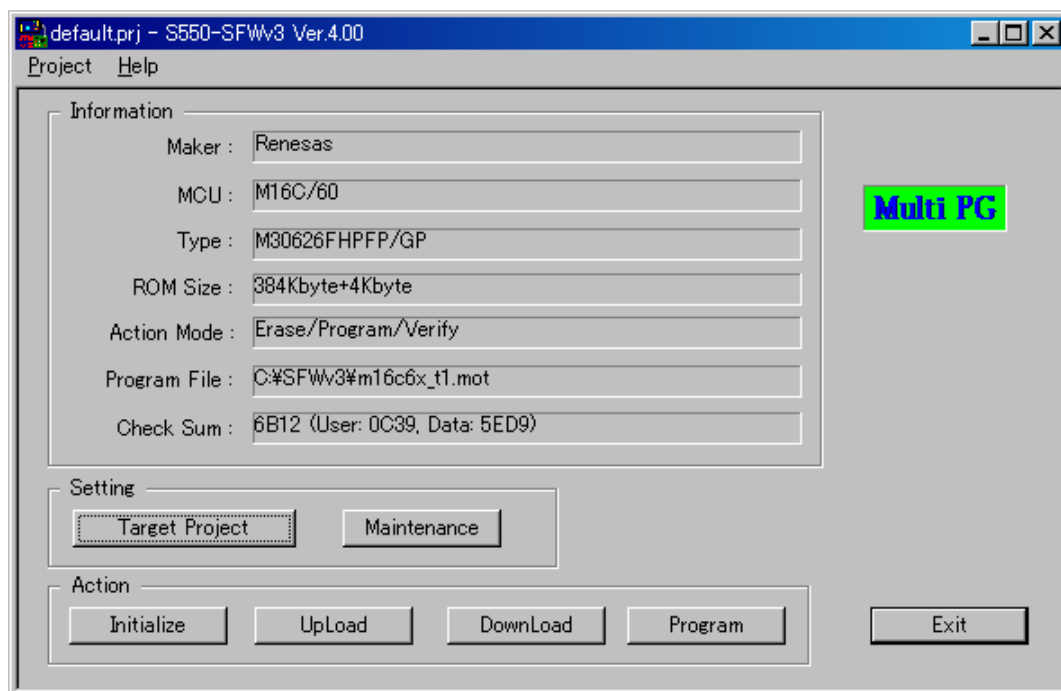 default.prj - S550-SFWv3 Ver.4.00
Project Help
Information
Maker : Renesas
MCU : M16C/60
Multi PG
Type : M30626FHPFP/GP
ROM Size : 384Kbyte+4Kbyte
Action Mode : Erase/Program/Verify
Program File : C:¥SFWv3¥m16c6x_t1.mot
Check Sum : 6B12 (User: 0C39, Data: 5ED9)
Setting
Target Project Maintenance
Action
Initialize UpLoad DownLoad Program Exit